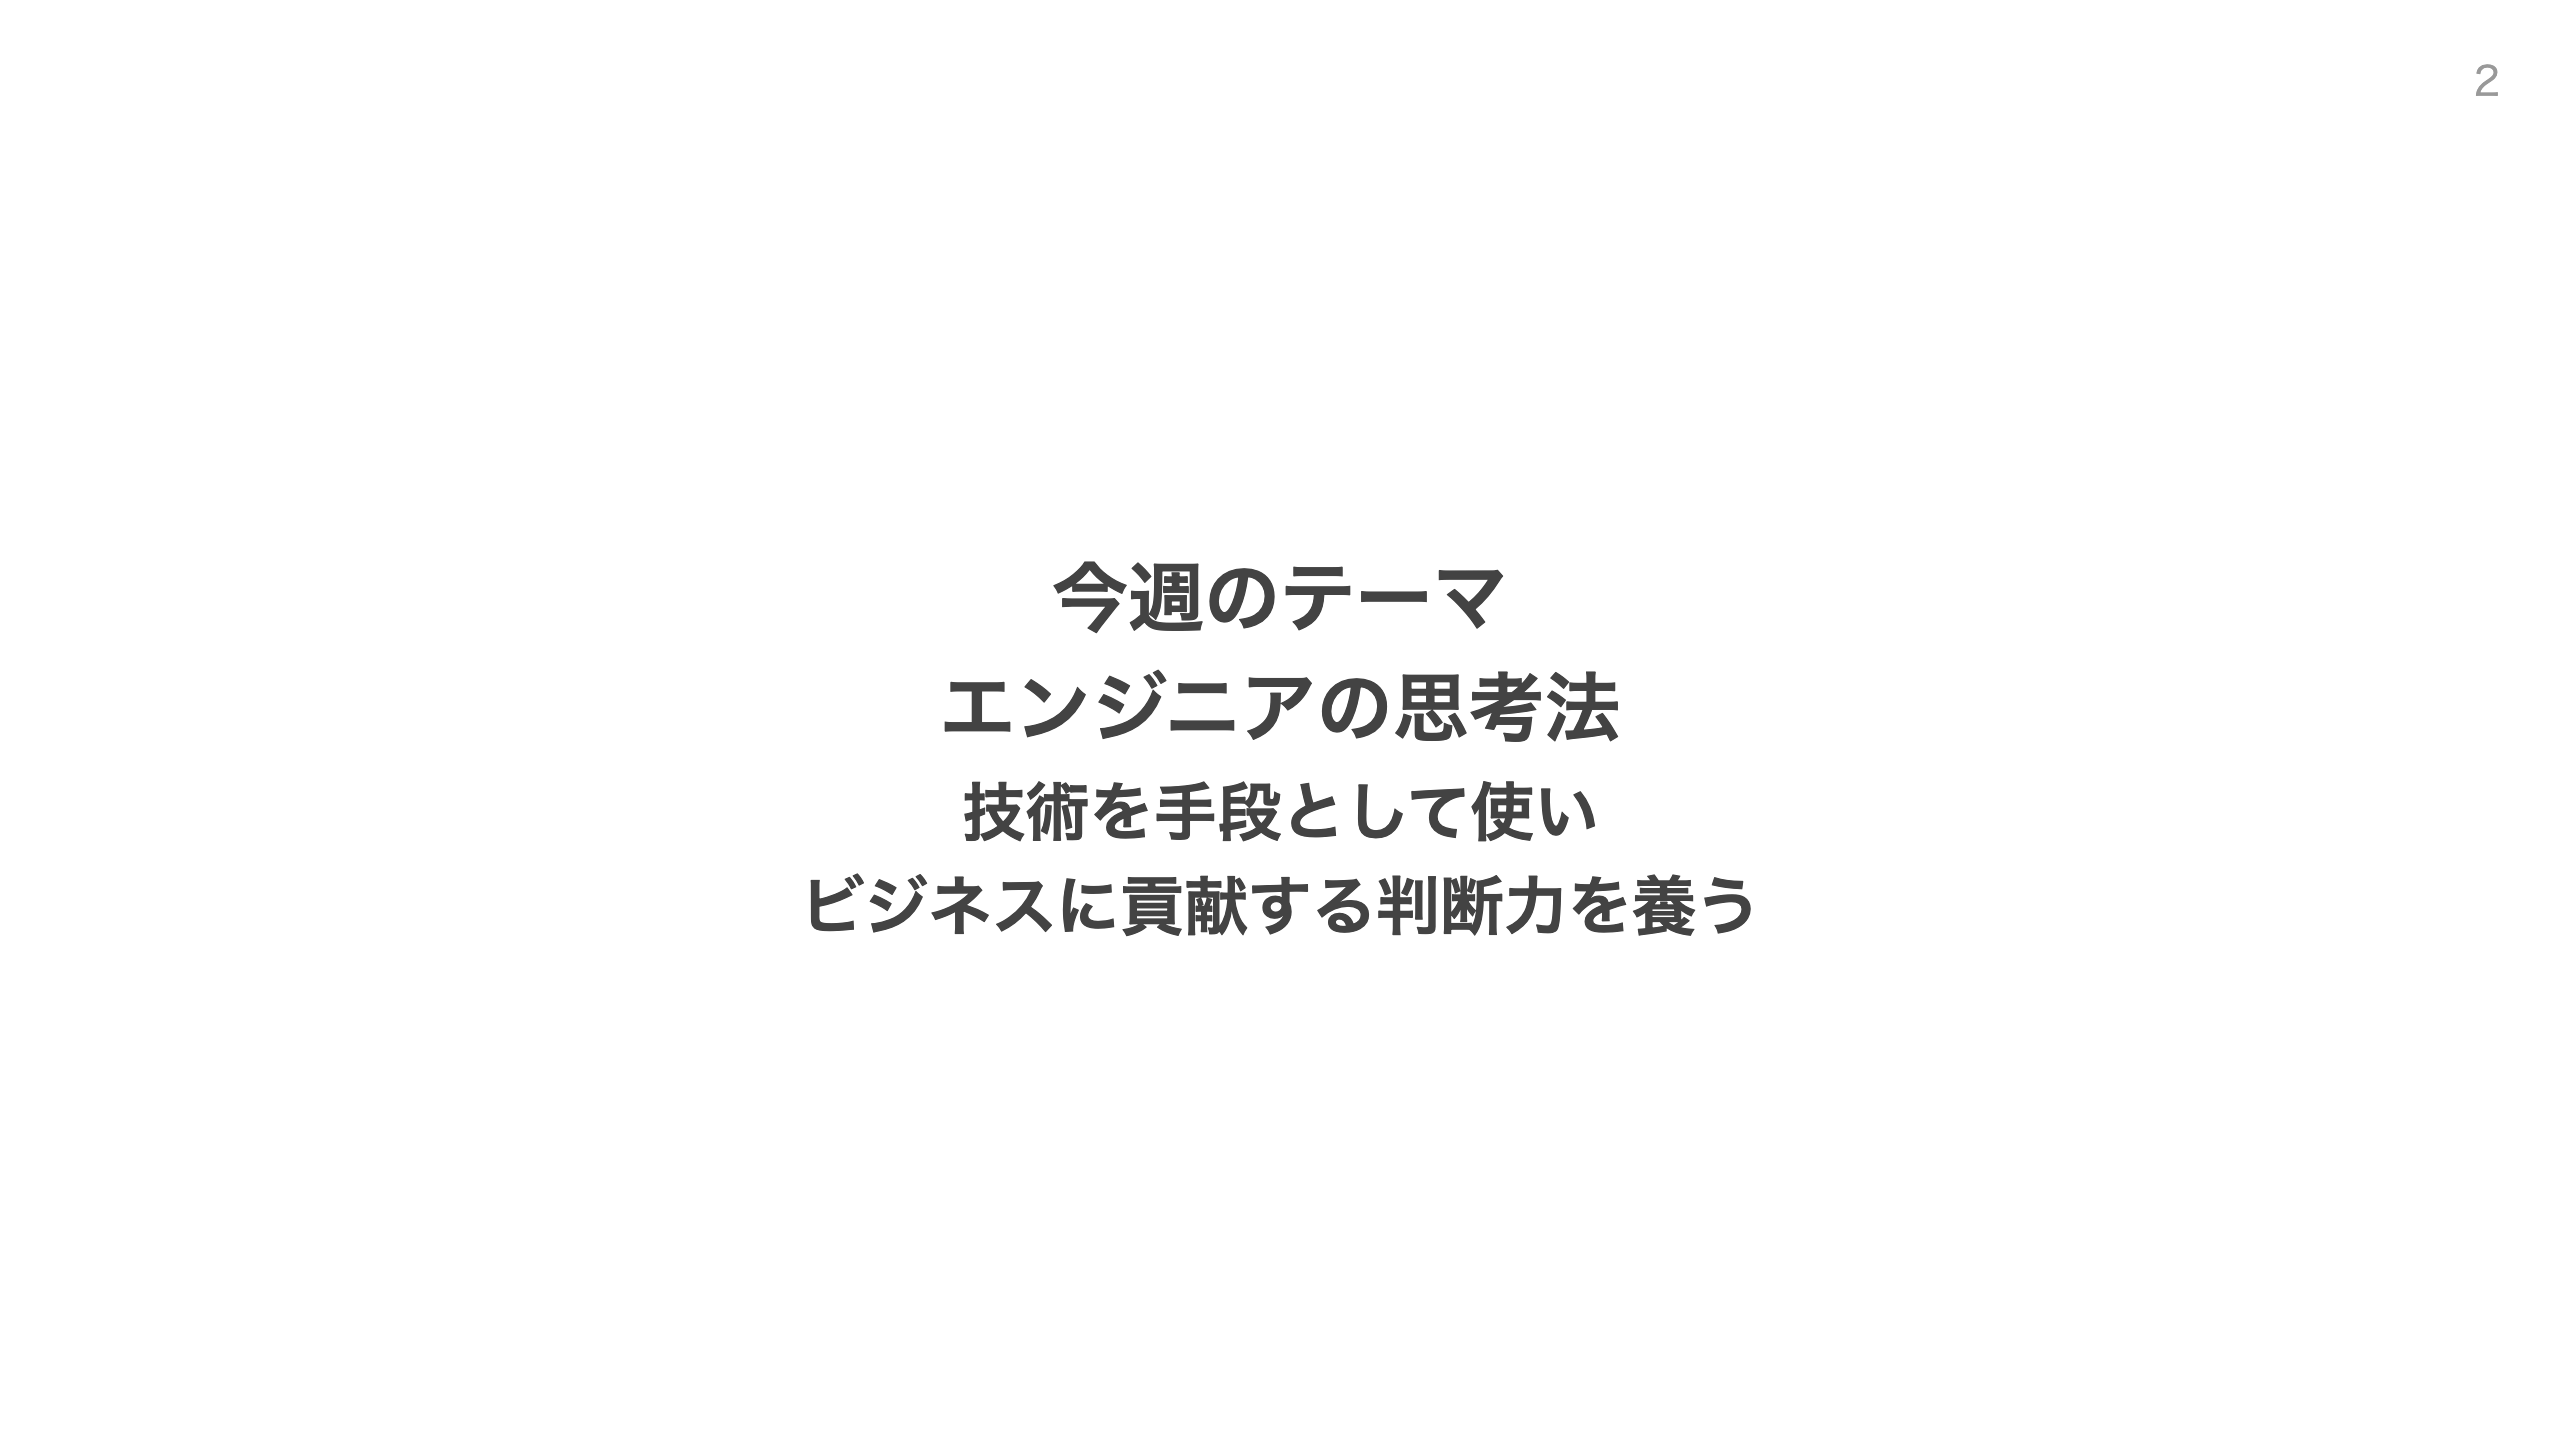 2
今週のテーマ
エンジニアの思考法
技術を手段として使い
ビジネスに貢献する判断力を養う